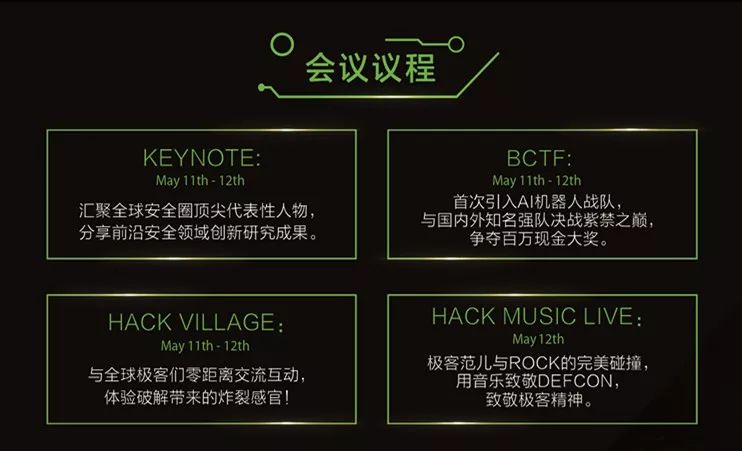 会议议程
KEYNOTE:
May 11th - 12th
汇聚全球安全圈顶尖代表性人物，
分享前沿安全领域创新研究成果。
BCTF:
May 11th - 12th
首次引入AI机器人战队，
与国内外知名强队决战紫禁之巅，
争夺百万现金大奖。
HACK VILLAGE：
May 11th - 12th
与全球极客们零距离交流互动，
体验破解带来的炸裂感官！
HACK MUSIC LIVE：
May 12th
极客范儿与ROCK的完美碰撞，
用音乐致敬DEFCON，
致敬极客精神。